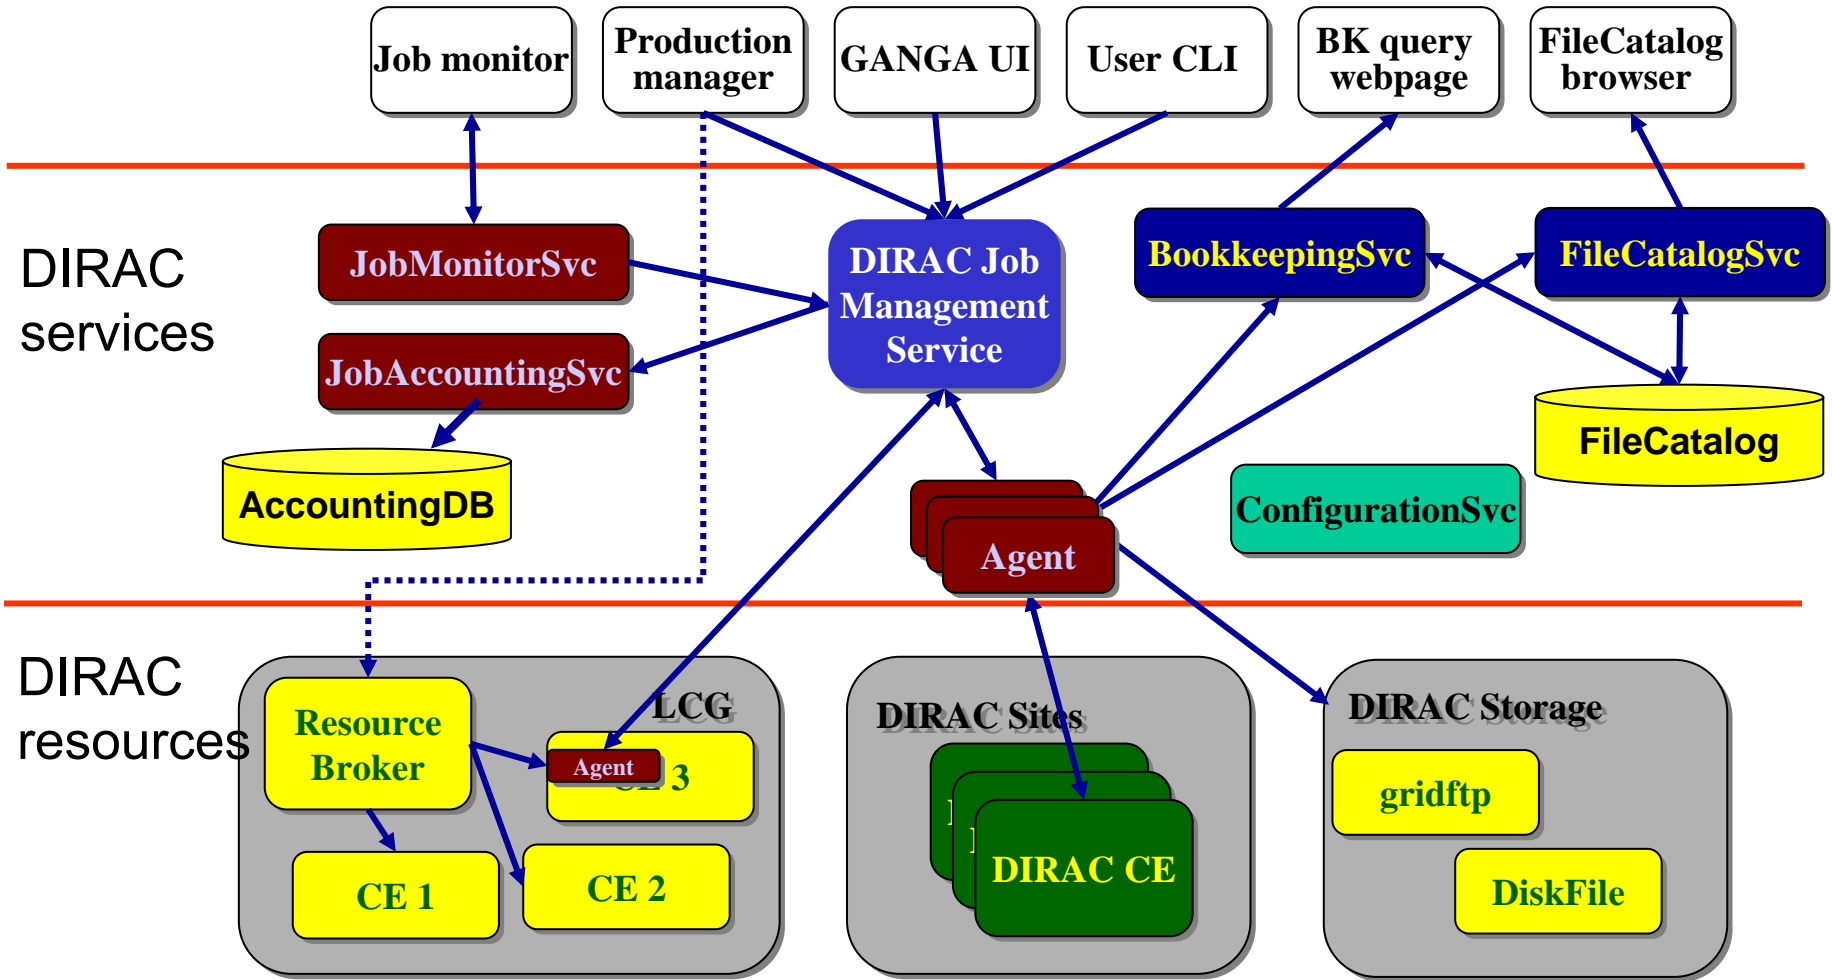 Job monitor
Production
manager
GANGA UI
User CLI
BK query
webpage
FileCatalog
browser
DIRAC
services
JobMonitorSvc
JobAccountingSvc
AccountingDB
DIRAC Job
Management
Service
BookkeepingSvc
FileCatalogSvc
FileCatalog
ConfigurationSvc
Agent
DIRAC
resources
LCG
Resource
Broker
Agent
3
CE 1
CE 2
DIRAC Sites
DIRAC CE
DIRAC Storage
gridftp
DiskFile